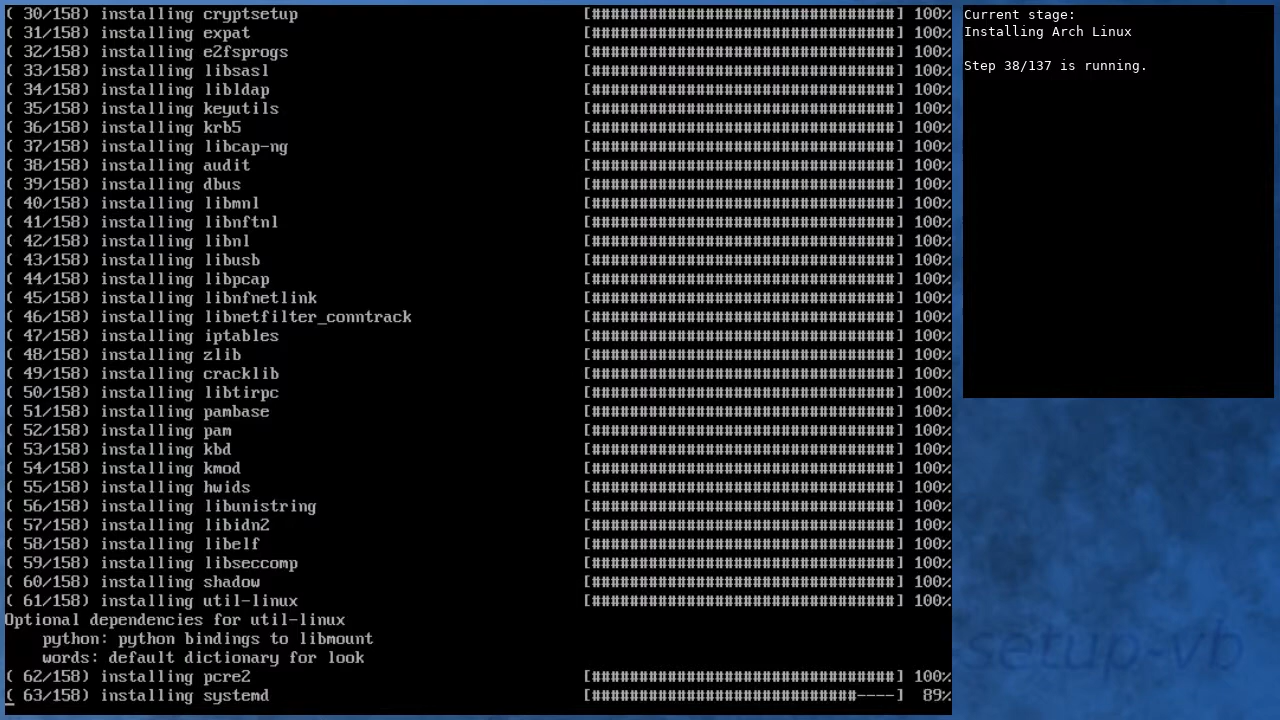 ( 30/158) installing cryptsetup [################################] 100%
( 31/158) installing expat [################################] 100%
( 32/158) installing e2fsprogs [################################] 100%
( 33/158) installing libsasl [################################] 100%
( 34/158) installing libldap [################################] 100%
( 35/158) installing keyutils [################################] 100%
( 36/158) installing krb5 [################################] 100%
( 37/158) installing libcap-ng [################################] 100%
( 38/158) installing audit [################################] 100%
( 39/158) installing dbus [################################] 100%
( 40/158) installing libmnl [################################] 100%
( 41/158) installing libnftnl [################################] 100%
( 42/158) installing libnl [################################] 100%
( 43/158) installing libusb [################################] 100%
( 44/158) installing libpcap [################################] 100%
( 45/158) installing libnfnetlink [################################] 100%
( 46/158) installing libnetfilter_conntrack [################################] 100%
( 47/158) installing iptables [################################] 100%
( 48/158) installing zlib [################################] 100%
( 49/158) installing cracklib [################################] 100%
( 50/158) installing libtirpc [################################] 100%
( 51/158) installing pambase [################################] 100%
( 52/158) installing pam [################################] 100%
( 53/158) installing kbd [################################] 100%
( 54/158) installing kmod [################################] 100%
( 55/158) installing hwids [################################] 100%
( 56/158) installing libunistring [################################] 100%
( 57/158) installing libidn2 [################################] 100%
( 58/158) installing libelf [################################] 100%
( 59/158) installing libseccomp [################################] 100%
( 60/158) installing shadow [################################] 100%
( 61/158) installing util-linux [################################] 100%
Optional dependencies for util-linux
python: python bindings to libmount
words: default dictionary for look
( 62/158) installing pcre2 [################################] 100%
( 63/158) installing systemd [############################----] 89%
Current stage:
Installing Arch Linux
Step 38/137 is running.
setup-vb